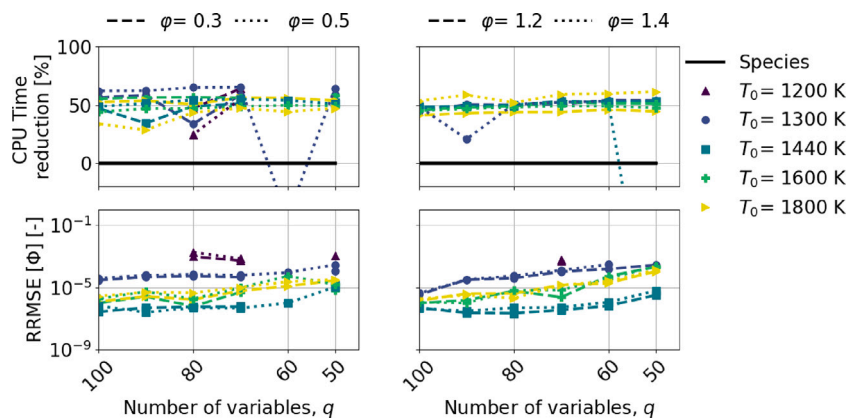 φ= 0.3 φ= 0.5 φ= 1.2 φ= 1.4
CPU Time
reduction [%]
100
50
0
Species
T₀= 1200 K
T₀= 1300 K
T₀= 1440 K
T₀= 1600 K
T₀= 1800 K
RRMSE [Φ] [-]
10⁻¹
10⁻⁵
10⁻⁹
100 80 60 50 100 80 60 50
Number of variables, q Number of variables, q